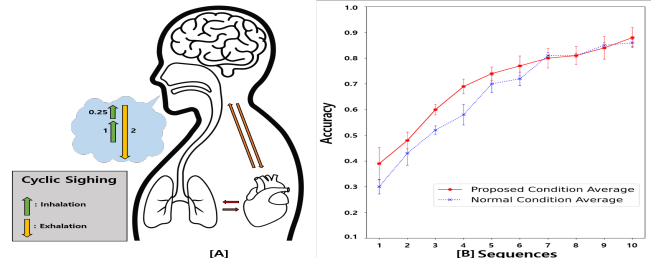 0.25
1
2
Cyclic Sighing
: Inhalation
: Exhalation
[A]
Accuracy
1.0
0.9
0.8
0.7
0.6
0.5
0.4
0.3
0.2
0.1
Proposed Condition Average
Normal Condition Average
1 2 3 4 5 6 7 8 9 10
[B] Sequences